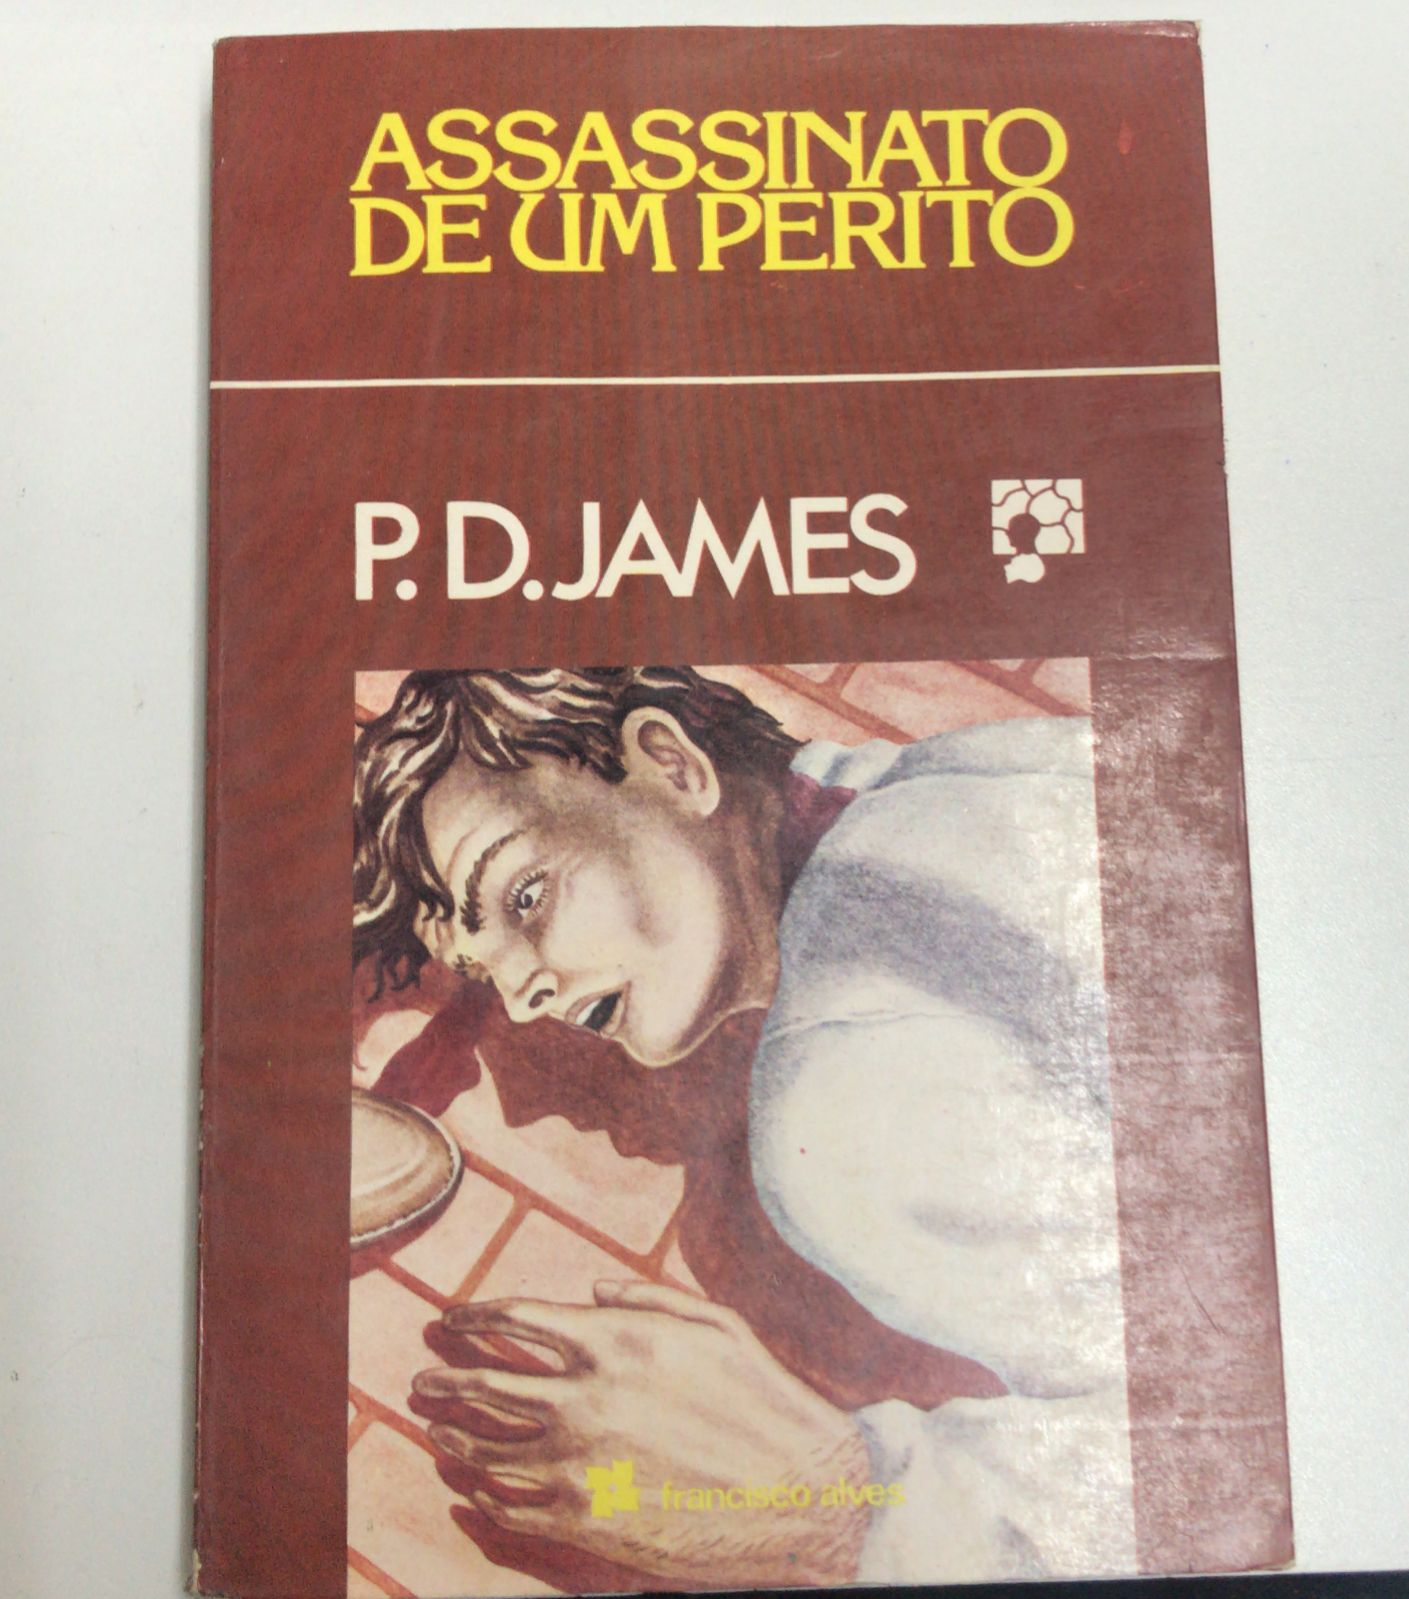 ASSASSINATO
DE UM PERITO
P. D. JAMES
francisco alves